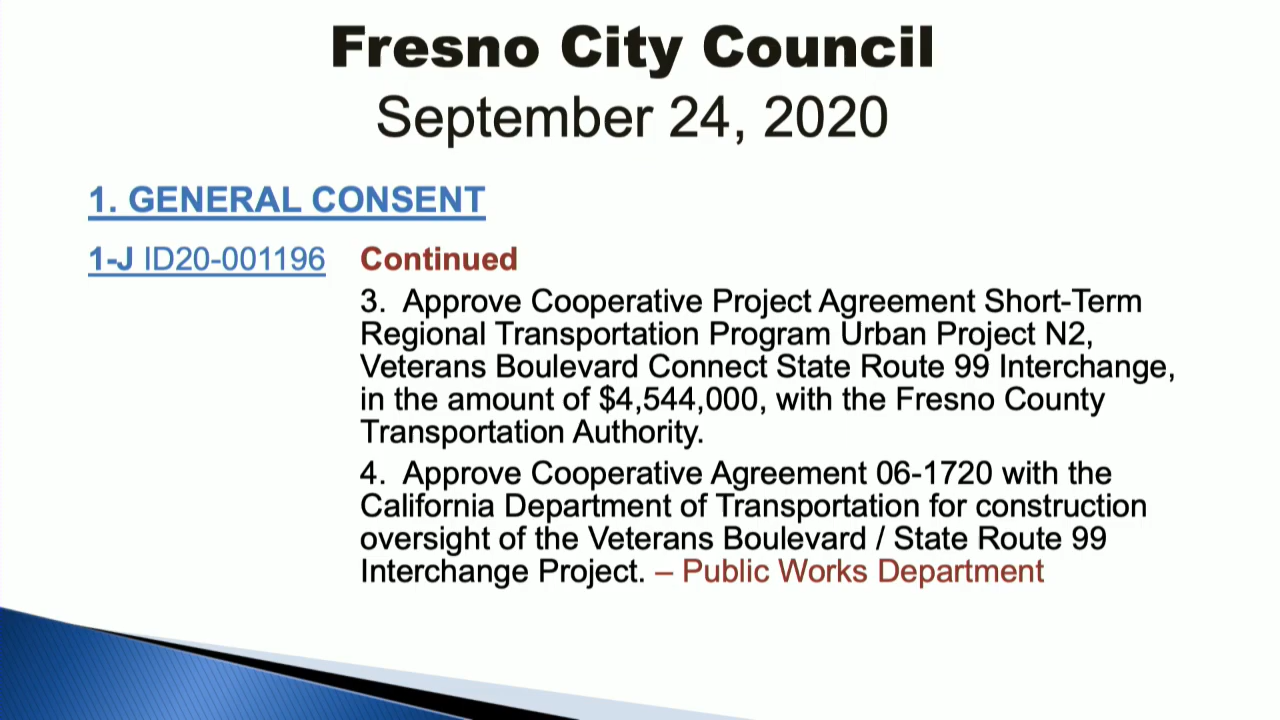 Fresno City Council
September 24, 2020
1. GENERAL CONSENT
1-J ID20-001196 Continued
3. Approve Cooperative Project Agreement Short-Term
Regional Transportation Program Urban Project N2,
Veterans Boulevard Connect State Route 99 Interchange,
in the amount of $4,544,000, with the Fresno County
Transportation Authority.
4. Approve Cooperative Agreement 06-1720 with the
California Department of Transportation for construction
oversight of the Veterans Boulevard / State Route 99
Interchange Project. – Public Works Department